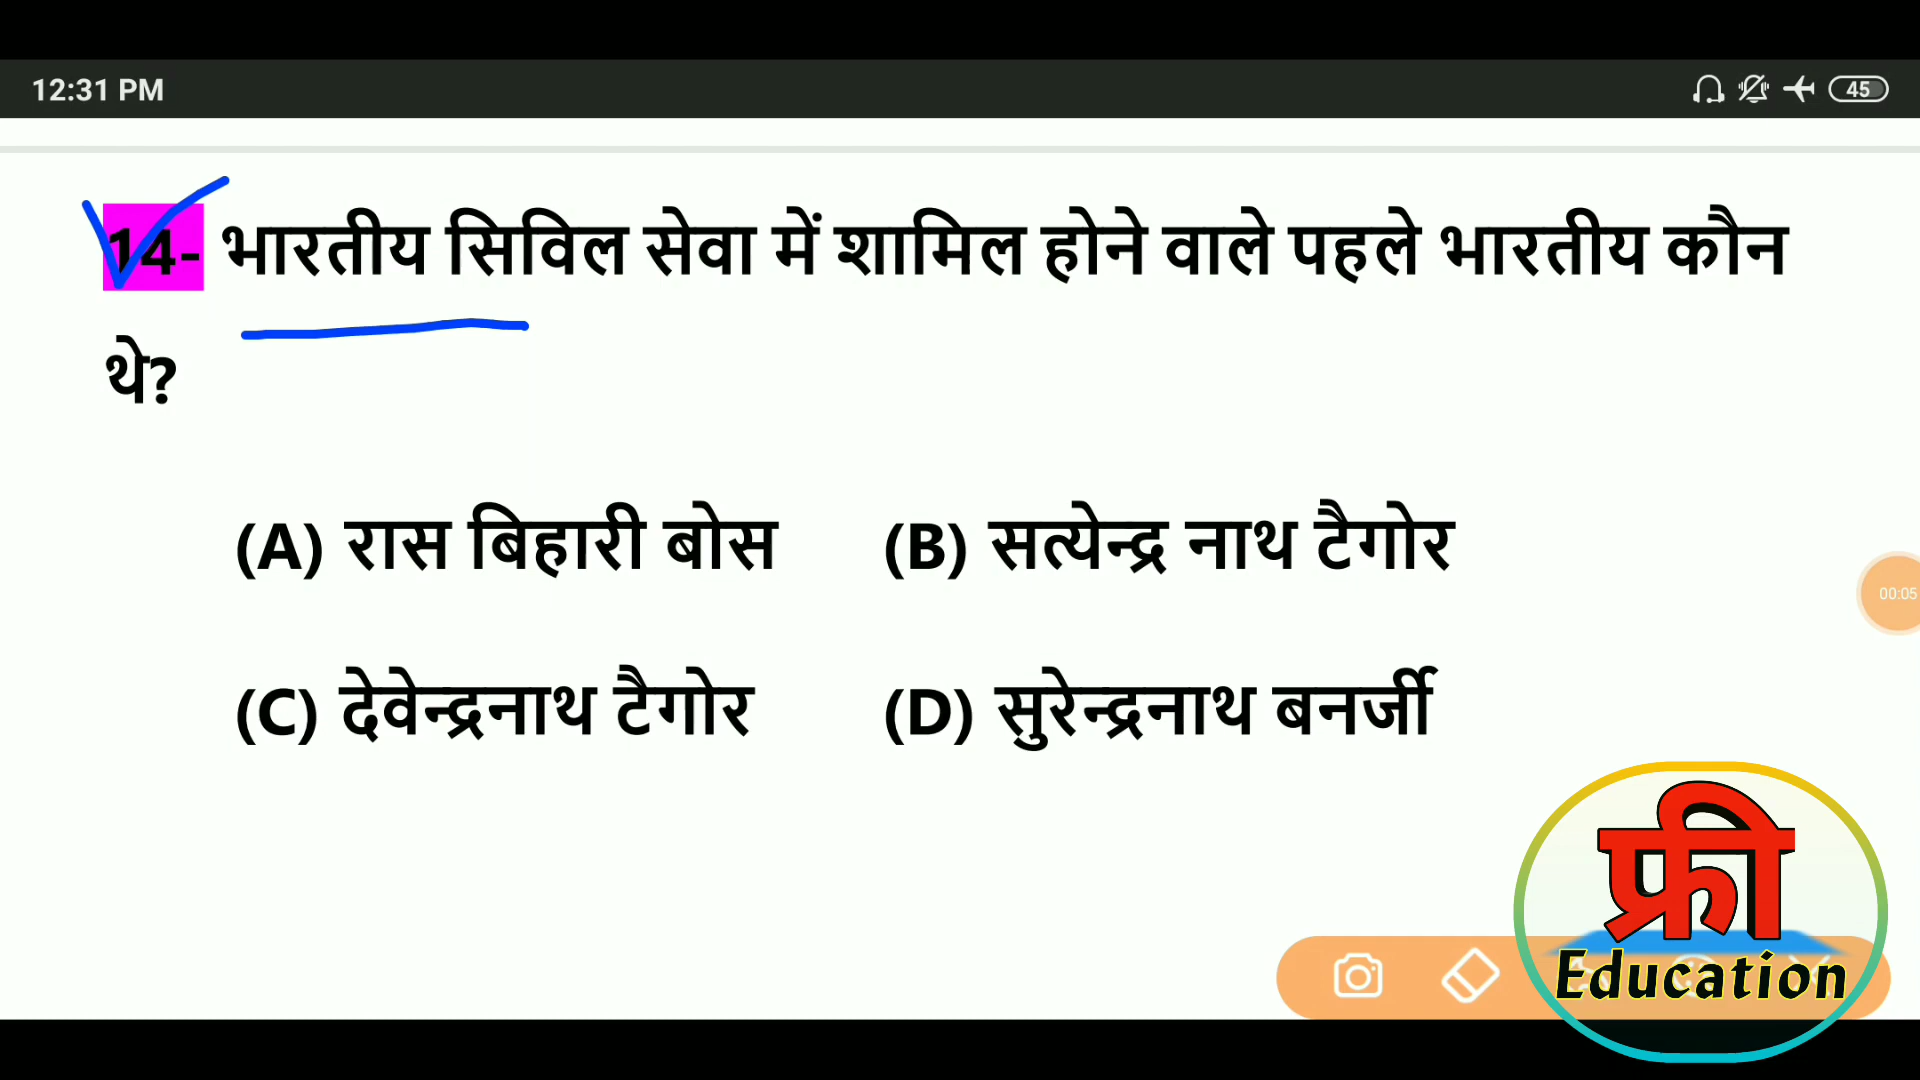 12:31 PM
45
14- भारतीय सिविल सेवा में शामिल होने वाले पहले भारतीय कौन
थे?
(A) रास बिहारी बोस (B) सत्येन्द्र नाथ टैगोर
00:05
(C) देवेन्द्रनाथ टैगोर (D) सुरेन्द्रनाथ बनर्जी
फ्री
Education